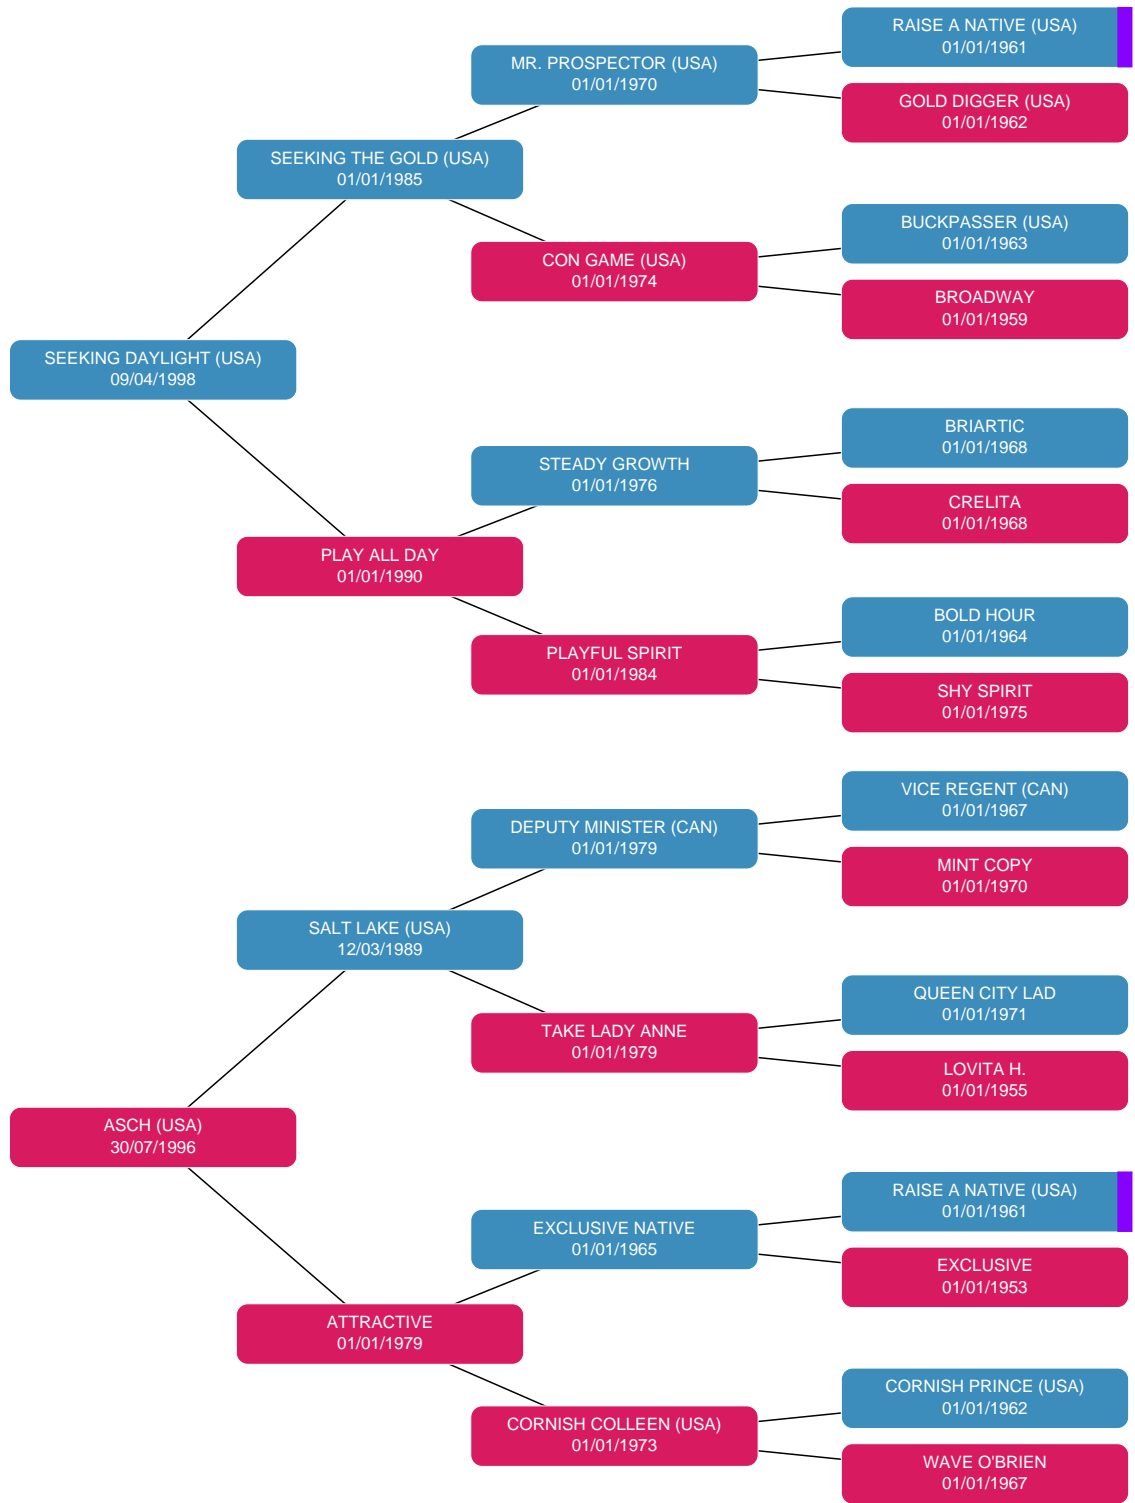 RAISE A NATIVE (USA)
01/01/1961
MR. PROSPECTOR (USA)
01/01/1970
GOLD DIGGER (USA)
01/01/1962
SEEKING THE GOLD (USA)
01/01/1985
BUCKPASSER (USA)
01/01/1963
CON GAME (USA)
01/01/1974
BROADWAY
01/01/1959
SEEKING DAYLIGHT (USA)
09/04/1998
BRIARTIC
01/01/1968
STEADY GROWTH
01/01/1976
CRELITA
01/01/1968
PLAY ALL DAY
01/01/1990
BOLD HOUR
01/01/1964
PLAYFUL SPIRIT
01/01/1984
SHY SPIRIT
01/01/1975
VICE REGENT (CAN)
01/01/1967
DEPUTY MINISTER (CAN)
01/01/1979
MINT COPY
01/01/1970
SALT LAKE (USA)
12/03/1989
QUEEN CITY LAD
01/01/1971
TAKE LADY ANNE
01/01/1979
LOVITA H.
01/01/1955
ASCH (USA)
30/07/1996
RAISE A NATIVE (USA)
01/01/1961
EXCLUSIVE NATIVE
01/01/1965
EXCLUSIVE
01/01/1953
ATTRACTIVE
01/01/1979
CORNISH PRINCE (USA)
01/01/1962
CORNISH COLLEEN (USA)
01/01/1973
WAVE O'BRIEN
01/01/1967